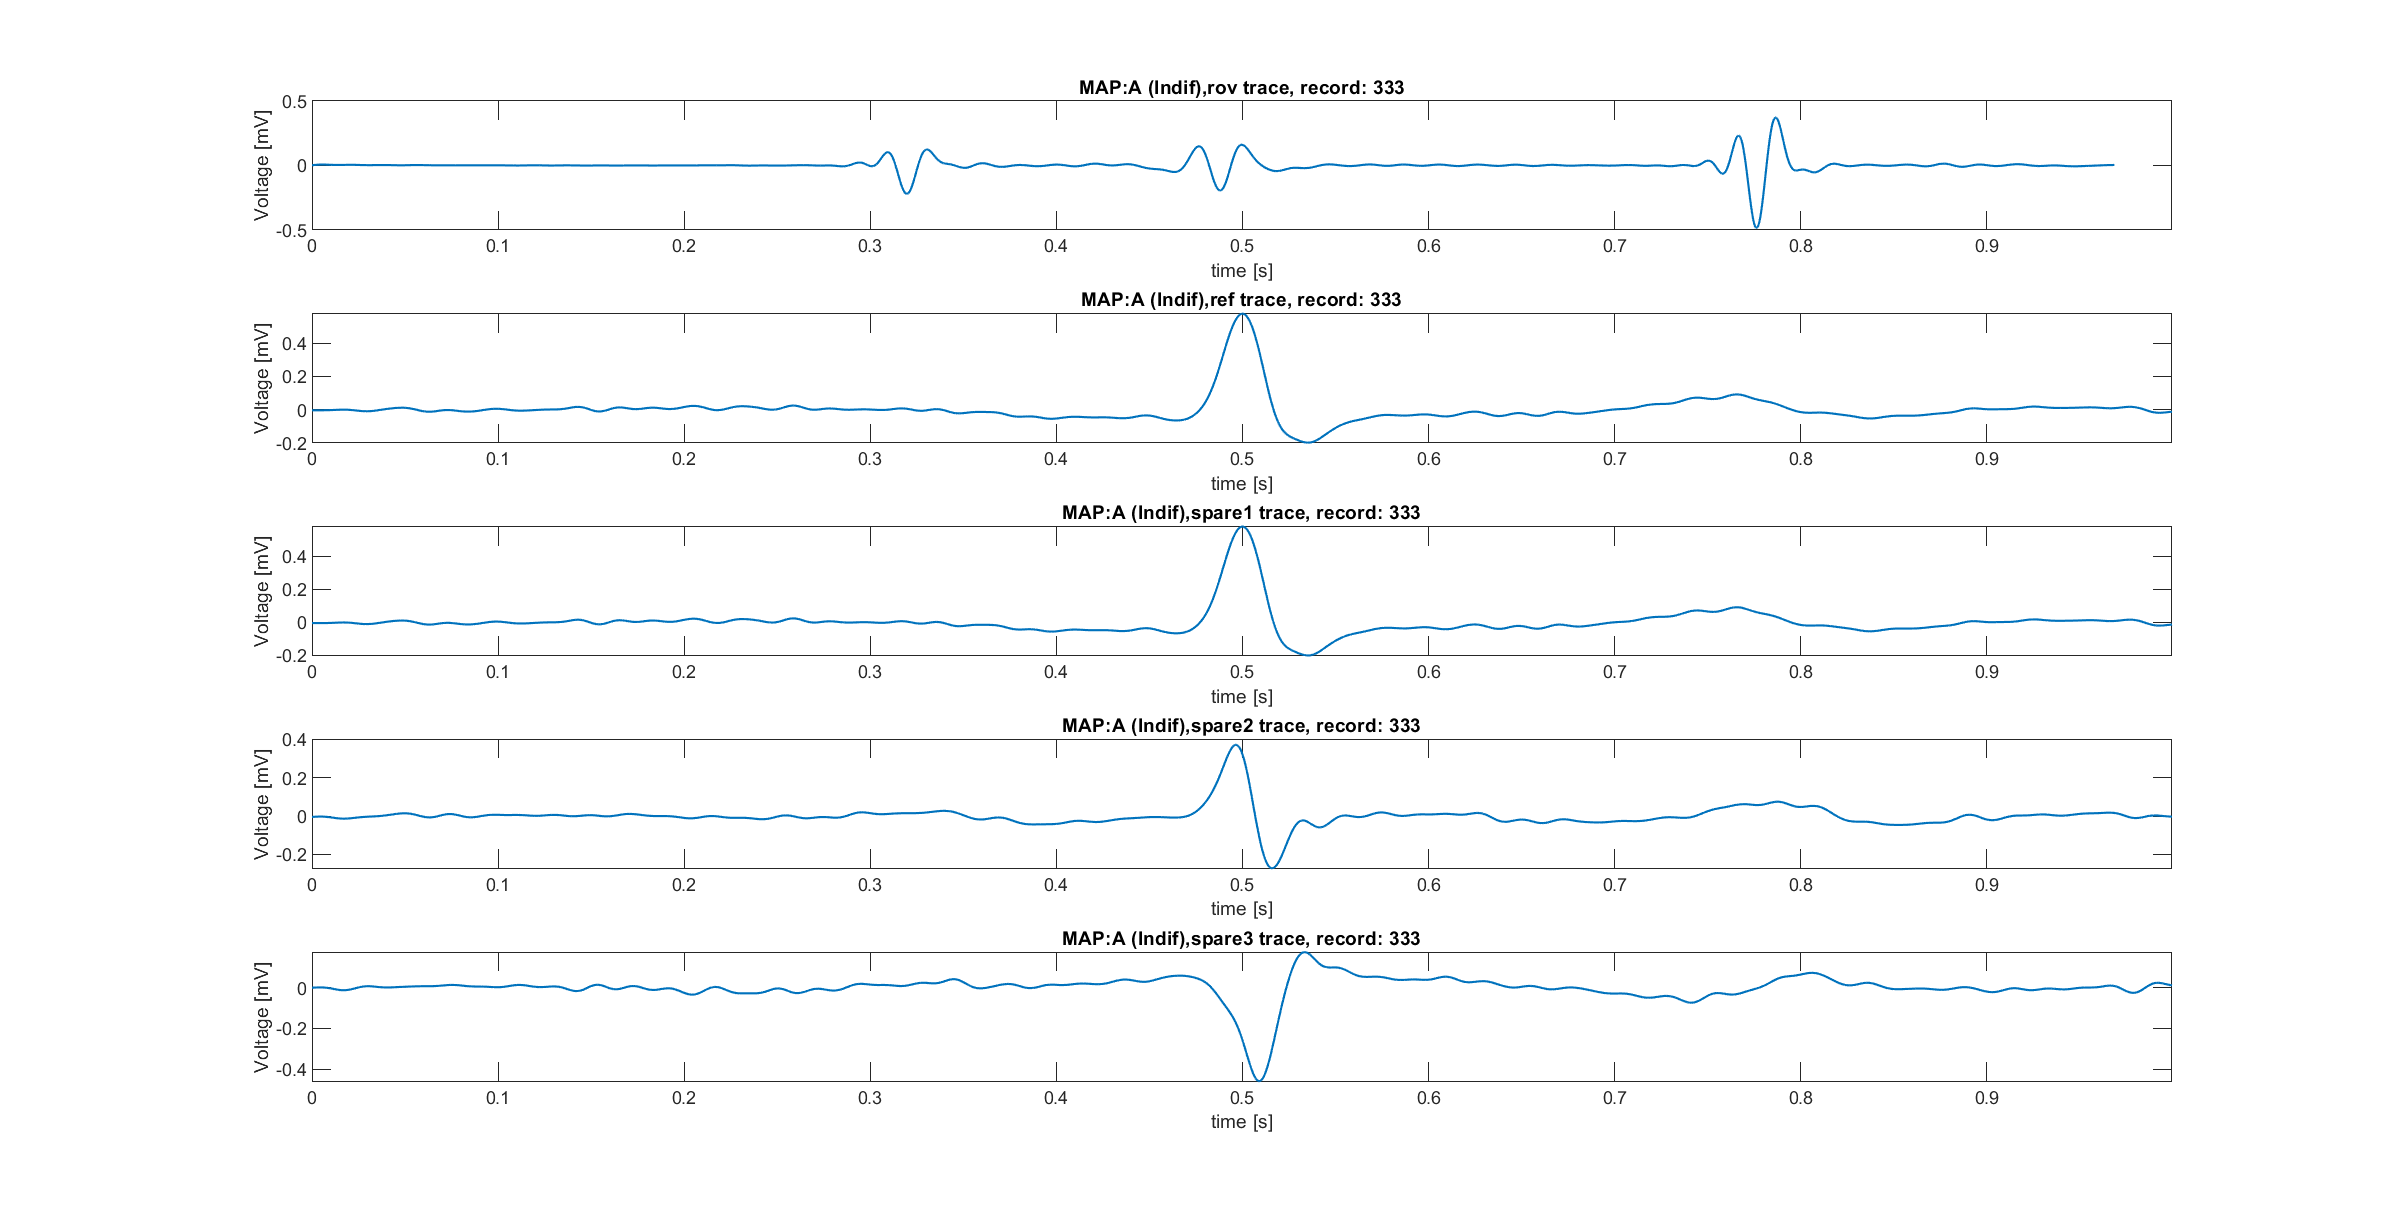 MAP:A (Indif),rov trace, record: 333
Voltage [mV]
0.5
0
-0.5
0 0.1 0.2 0.3 0.4 0.5 0.6 0.7 0.8 0.9
time [s]
MAP:A (Indif),ref trace, record: 333
Voltage [mV]
0.4
0.2
0
-0.2
0 0.1 0.2 0.3 0.4 0.5 0.6 0.7 0.8 0.9
time [s]
MAP:A (Indif),spare1 trace, record: 333
Voltage [mV]
0.4
0.2
0
-0.2
0 0.1 0.2 0.3 0.4 0.5 0.6 0.7 0.8 0.9
time [s]
MAP:A (Indif),spare2 trace, record: 333
Voltage [mV]
0.4
0.2
0
-0.2
0 0.1 0.2 0.3 0.4 0.5 0.6 0.7 0.8 0.9
time [s]
MAP:A (Indif),spare3 trace, record: 333
Voltage [mV]
0
-0.2
-0.4
0 0.1 0.2 0.3 0.4 0.5 0.6 0.7 0.8 0.9
time [s]